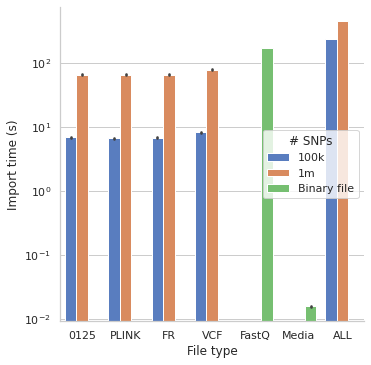 Import time (s)
10²
10¹
10⁰
10⁻¹
10⁻²
# SNPs
100k
1m
Binary file
0125 PLINK FR VCF FastQ Media ALL
File type